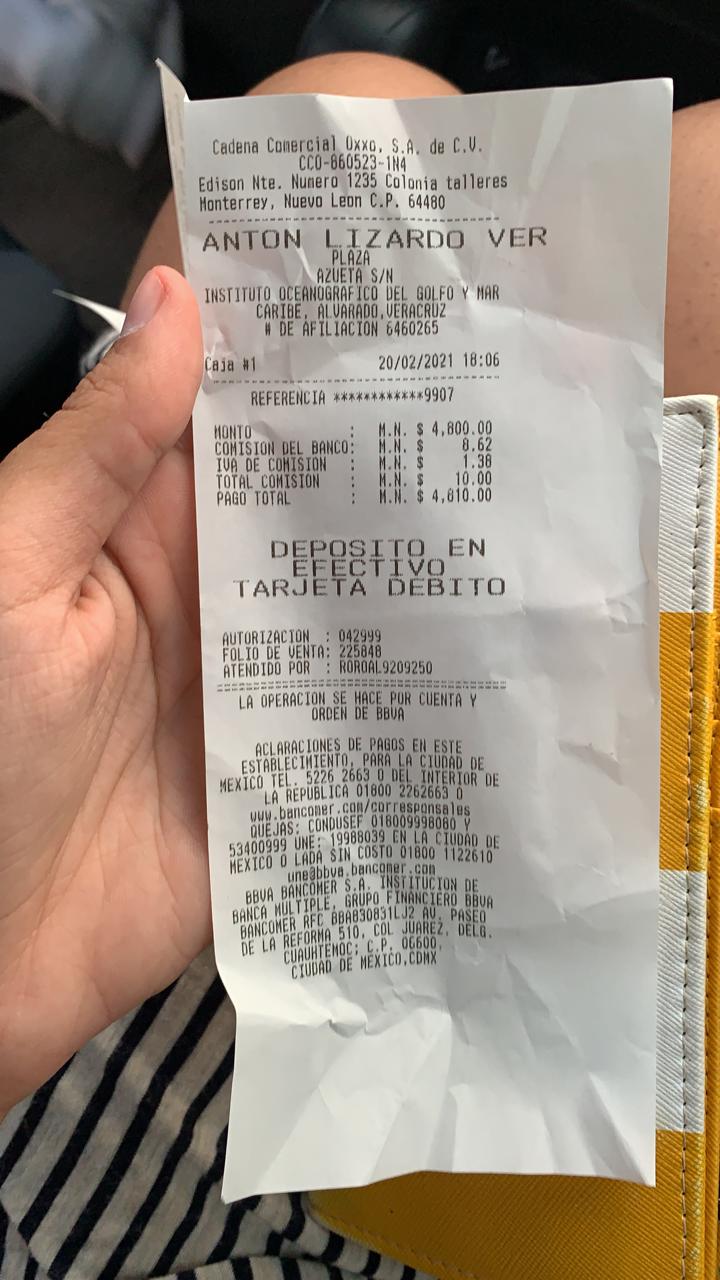 Cadena Comercial Oxxo, S.A. de C.V.
CCO-860523-1N4
Edison Nte. Numero 1235 Colonia talleres
Monterrey, Nuevo Leon C.P. 64480
ANTON LIZARDO VER
PLAZA
AZUETA S/N
INSTITUTO OCEANOGRAFICO DEL GOLFO Y MAR
CARIBE, ALVARADO,VERACRUZ
# DE AFILIACION 6460265
Caja #1 20/02/2021 18:06
REFERENCIA ************9907
MONTO : M.N. $ 4,800.00
COMISION DEL BANCO: M.N. $ 8.62
IVA DE COMISION : M.N. $ 1.38
TOTAL COMISION : M.N. $ 10.00
PAGO TOTAL : M.N. $ 4,810.00
DEPOSITO EN
EFECTIVO
TARJETA DEBITO
AUTORIZACION : 042999
FOLIO DE VENTA: 225848
ATENDIDO POR : ROROAL9209250
LA OPERACION SE HACE POR CUENTA Y
ORDEN DE BBVA
ACLARACIONES DE PAGOS EN ESTE
ESTABLECIMIENTO, PARA LA CIUDAD DE
MEXICO TEL. 5226 2663 O DEL INTERIOR DE
LA REPUBLICA 01800 2262663 O
www.bancomer.com/corresponsales
QUEJAS: CONDUSEF 018009998080 Y
53400999 UNE: 19988039 EN LA CIUDAD DE
MEXICO O LADA SIN COSTO 01800 1122610
une@bbva.bancomer.com
BBVA BANCOMER S.A. INSTITUCION DE
BANCA MULTIPLE, GRUPO FINANCIERO BBVA
BANCOMER RFC BBA830831LJ2 AV. PASEO
DE LA REFORMA 510, COL JUAREZ, DELG.
CUAUHTEMOC; C.P. 06600,
CIUDAD DE MEXICO,CDMX